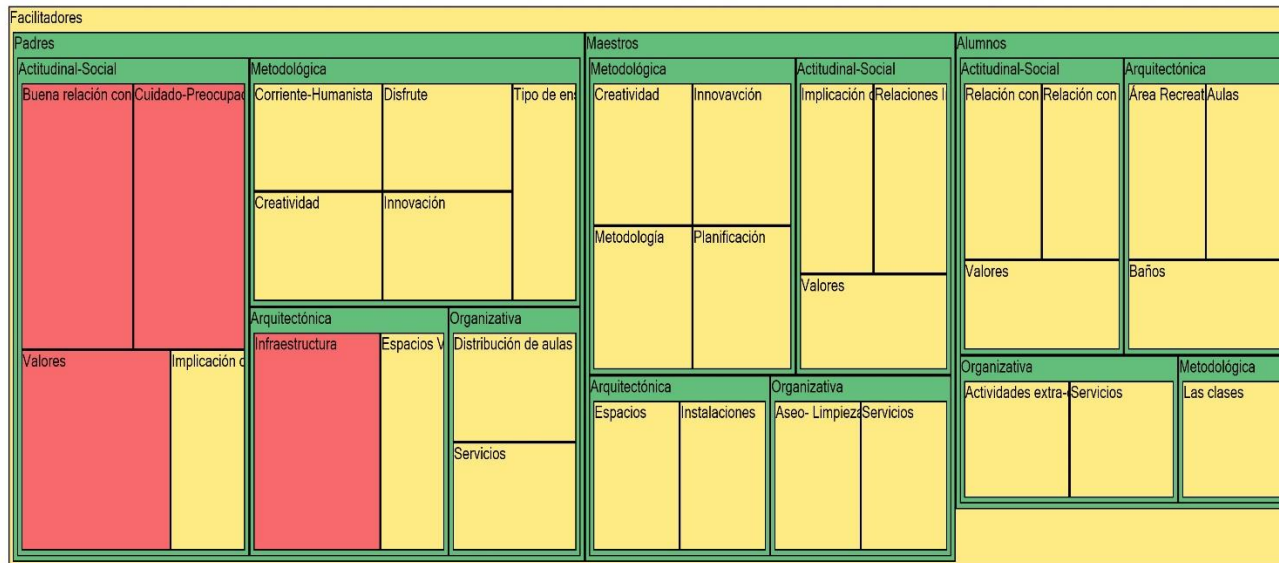 Facilitadores
Padres
Actitudinal-Social
Buena relación con
Cuidado-Preocupac
Valores
Implicación
Metodológica
Corriente-Humanista
Disfrute
Tipo de ens
Creatividad
Innovación
Arquitectónica
Infraestructura
Espacios V
Organizativa
Distribución de aulas
Servicios
Maestros
Metodológica
Creatividad
Innovavción
Metodología
Planificación
Actitudinal-Social
Implicación
Relaciones
Valores
Arquitectónica
Espacios
Instalaciones
Organizativa
Aseo- Limpieza
Servicios
Alumnos
Actitudinal-Social
Relación con
Relación con
Valores
Arquitectónica
Área Recreat
Aulas
Baños
Organizativa
Actividades extra-
Servicios
Metodológica
Las clases